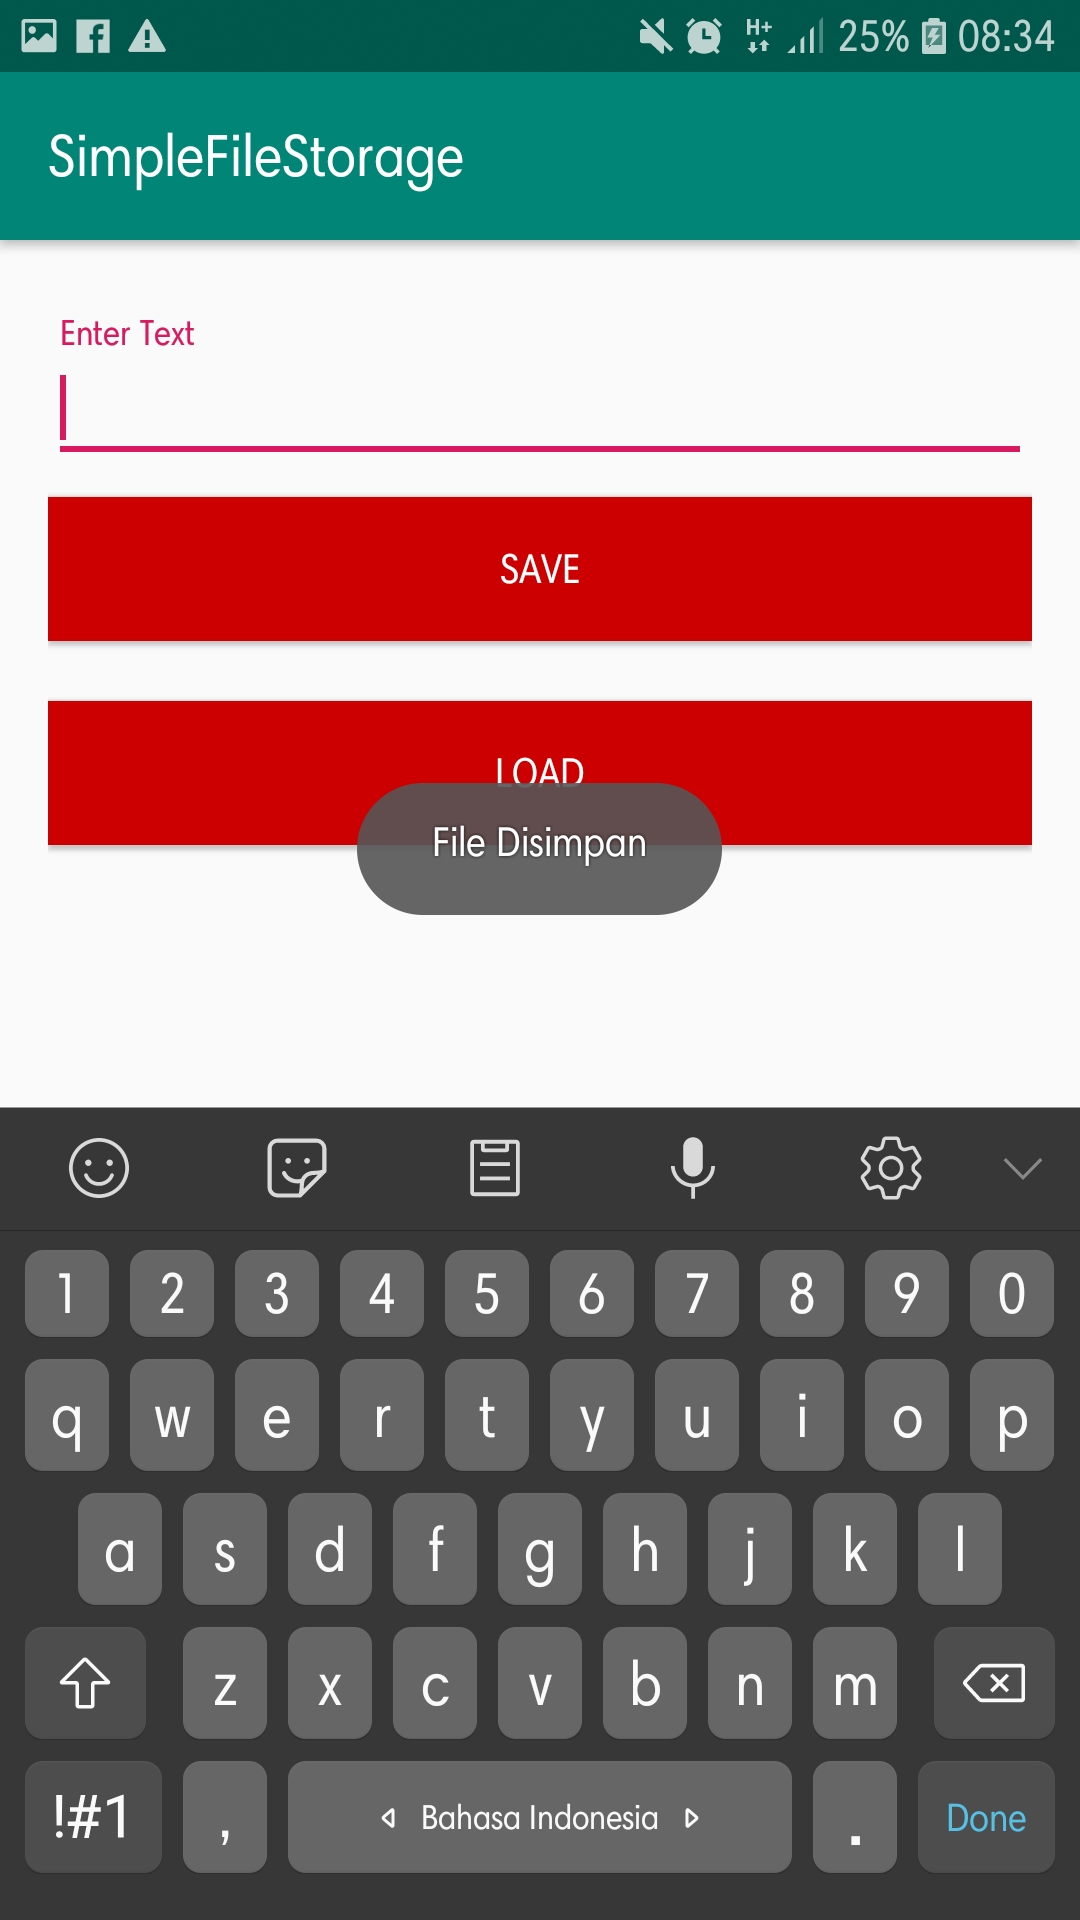 H+ 25% 08:34
SimpleFileStorage
Enter Text
SAVE
LOAD
File Disimpan
1 2 3 4 5 6 7 8 9 0
q w e r t y u i o p
a s d f g h j k l
z x c v b n m
!#1 , Bahasa Indonesia . Done